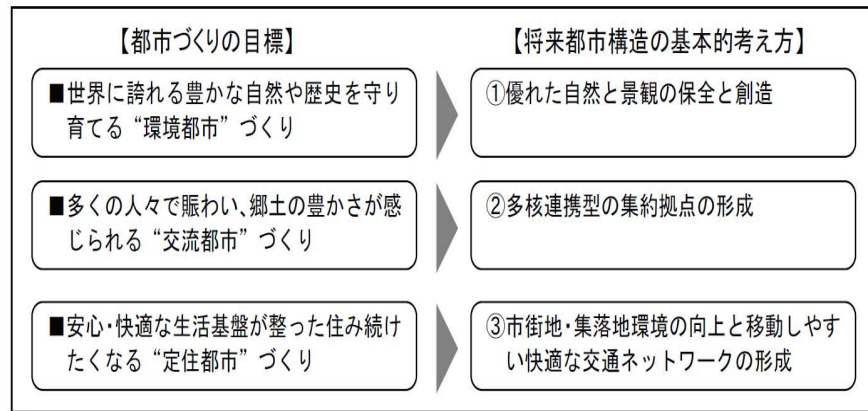 【都市づくりの目標】
【将来都市構造の基本的考え方】
■世界に誇れる豊かな自然や歴史を守り
育てる“環境都市”づくり
①優れた自然と景観の保全と創造
■多くの人々で賑わい、郷土の豊かさが感
じられる“交流都市”づくり
②多核連携型の集約拠点の形成
■安心・快適な生活基盤が整った住み続け
たくなる“定住都市”づくり
③市街地・集落地環境の向上と移動しやす
い快適な交通ネットワークの形成